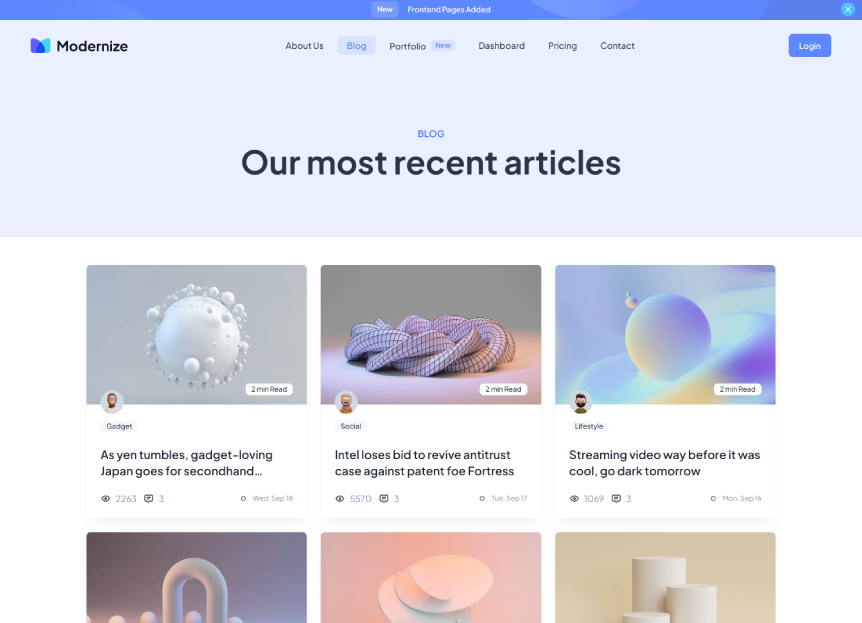 New Frontend Pages Added
Modernize About Us Blog Portfolio New Dashboard Pricing Contact Login
BLOG
Our most recent articles
2 min Read
Gadget
As yen tumbles, gadget-loving
Japan goes for secondhand...
2263 3 Wed, Sep 18
2 min Read
Social
Intel loses bid to revive antitrust
case against patent foe Fortress
5570 3 Tue, Sep 17
2 min Read
Lifestyle
Streaming video way before it was
cool, go dark tomorrow
1069 3 Mon, Sep 16